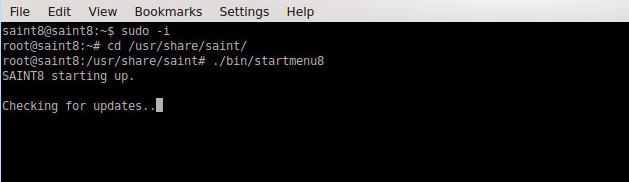 File Edit View Bookmarks Settings Help
saint8@saint8:~$ sudo -i
root@saint8:~# cd /usr/share/saint/
root@saint8:/usr/share/saint# ./bin/startmenu8
SAINT8 starting up.
Checking for updates..